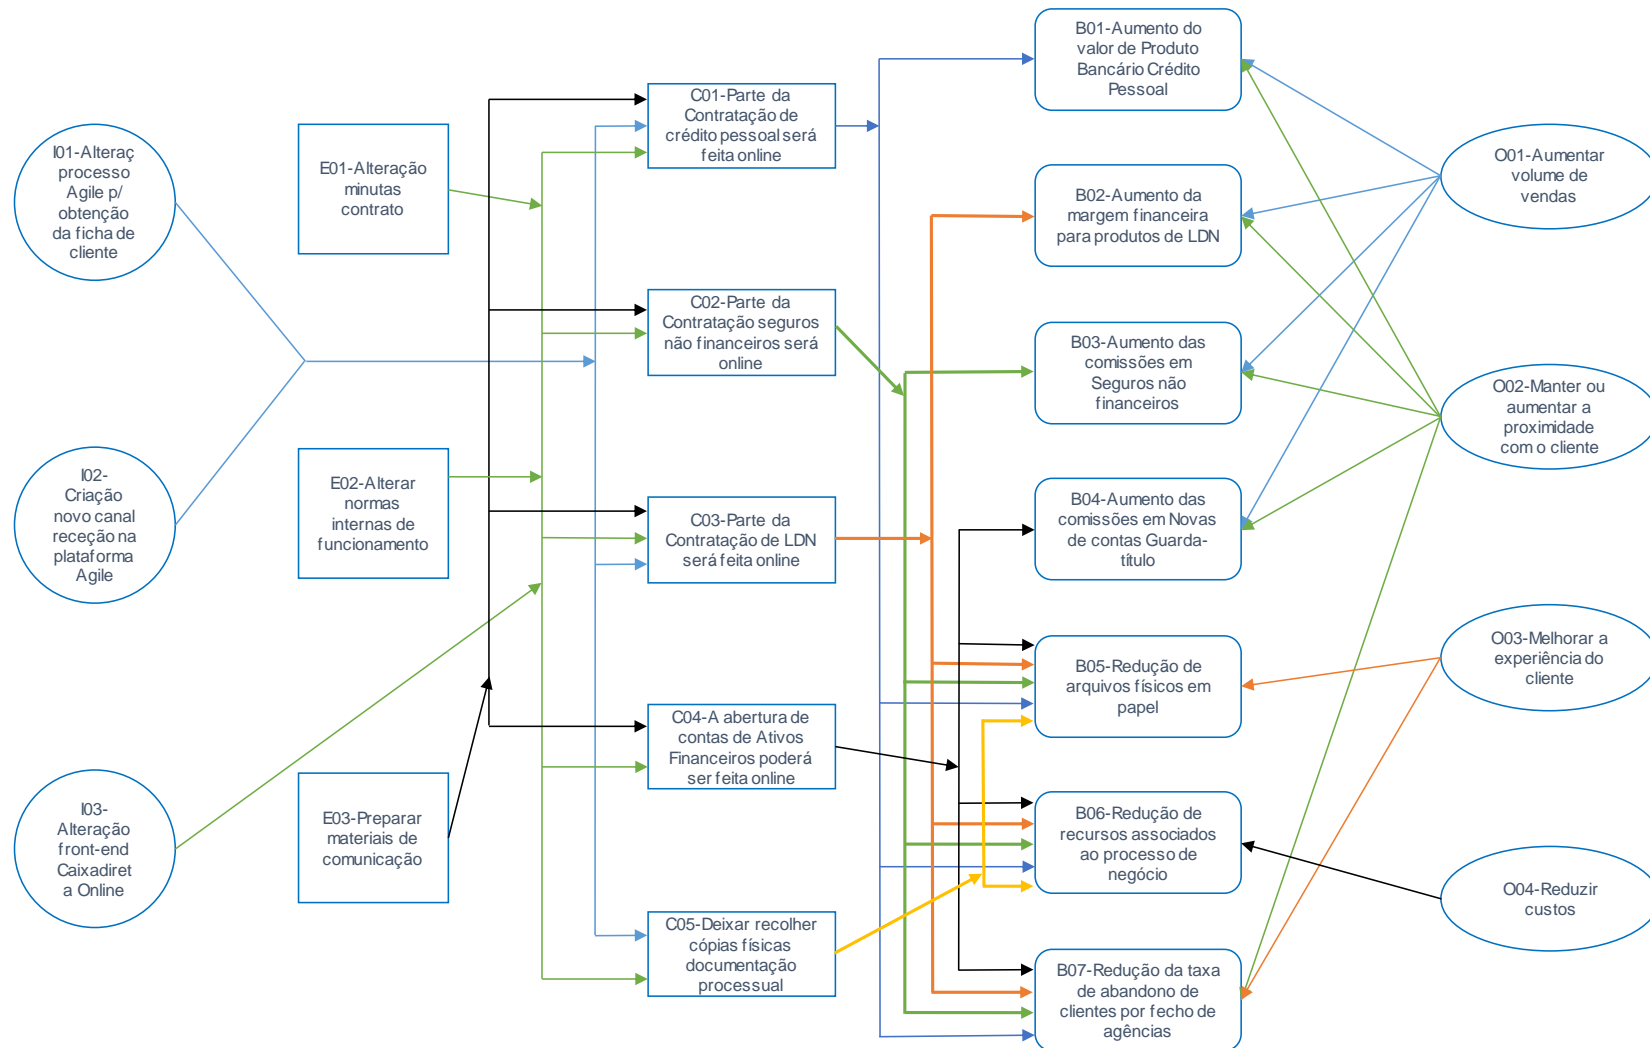 I01-Alteraç
processo
Agile p/
obtenção
da ficha de
cliente
I02-
Criação
novo canal
receção na
plataforma
Agile
I03-
Alteração
front-end
Caixadiret
a Online
E01-Alteração
minutas
contrato
E02-Alterar
normas
internas de
funcionamento
E03-Preparar
materiais de
comunicação
C01-Parte da
Contratação de
crédito pessoal será
feita online
C02-Parte da
Contratação seguros
não financeiros será
online
C03-Parte da
Contratação de LDN
será feita online
C04-A abertura de
contas de Ativos
Financeiros poderá
ser feita online
C05-Deixar recolher
cópias físicas
documentação
processual
B01-Aumento do
valor de Produto
Bancário Crédito
Pessoal
B02-Aumento da
margem financeira
para produtos de LDN
B03-Aumento das
comissões em
Seguros não
financeiros
B04-Aumento das
comissões em Novas
de contas Guarda-
título
B05-Redução de
arquivos físicos em
papel
B06-Redução de
recursos associados
ao processo de
negócio
B07-Redução da taxa
de abandono de
clientes por fecho de
agências
O01-Aumentar
volume de
vendas
O02-Manter ou
aumentar a
proximidade
com o cliente
O03-Melhorar a
experiência do
cliente
O04-Reduzir
custos